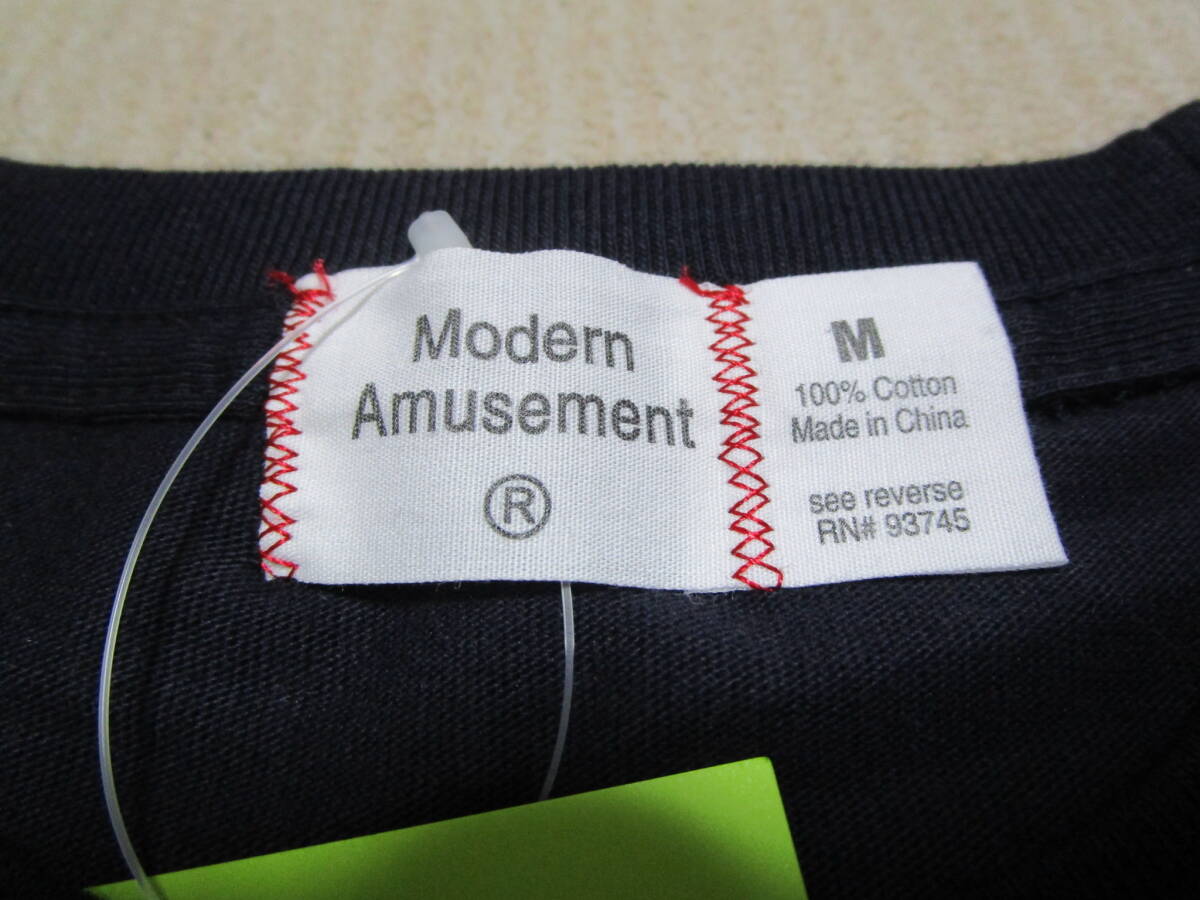 Modern
Amusement
®
M
100% Cotton
Made in China
see reverse
RN# 93745